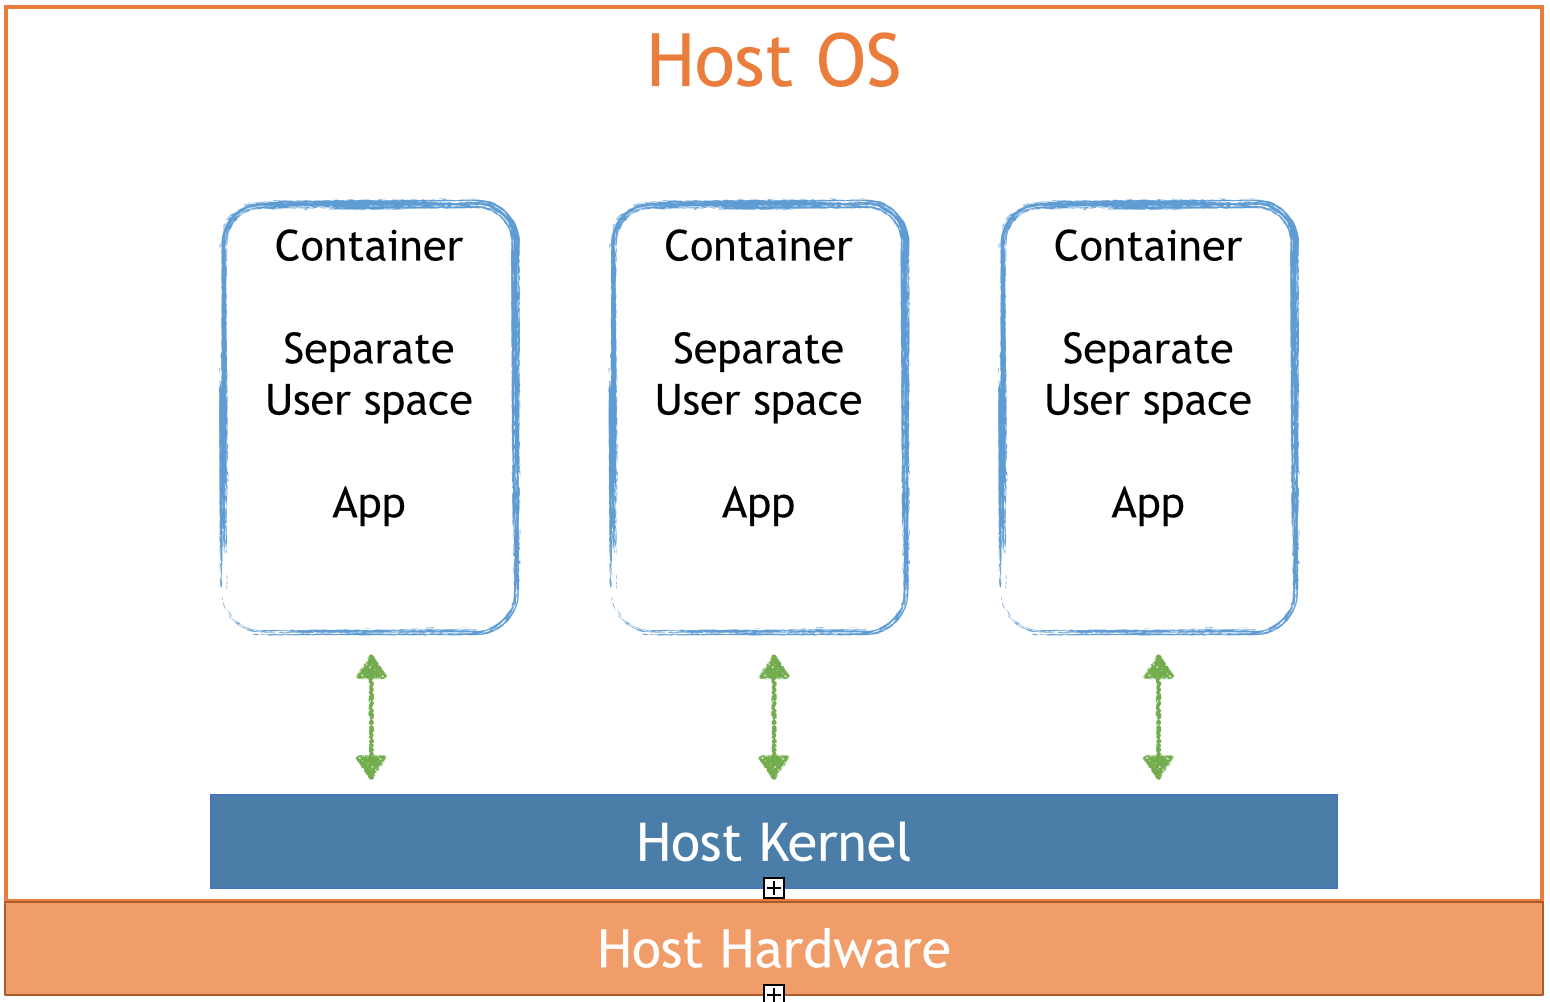 Host OS
Container
Separate
User space
App
Container
Separate
User space
App
Container
Separate
User space
App
Host Kernel
Host Hardware